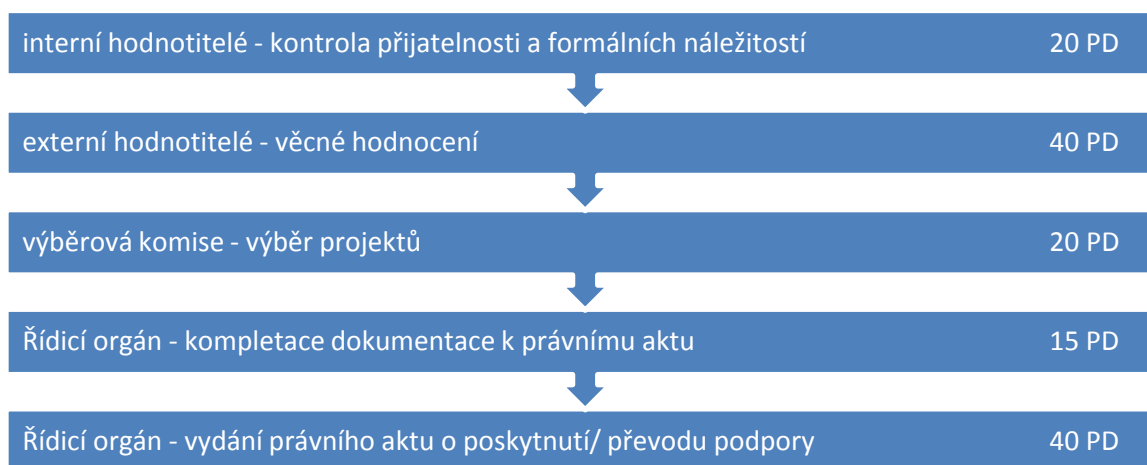 interní hodnotitelé - kontrola přijatelnosti a formálních náležitostí 20 PD
externí hodnotitelé - věcné hodnocení 40 PD
výběrová komise - výběr projektů 20 PD
Řídicí orgán - kompletace dokumentace k právnímu aktu 15 PD
Řídicí orgán - vydání právního aktu o poskytnutí/ převodu podpory 40 PD